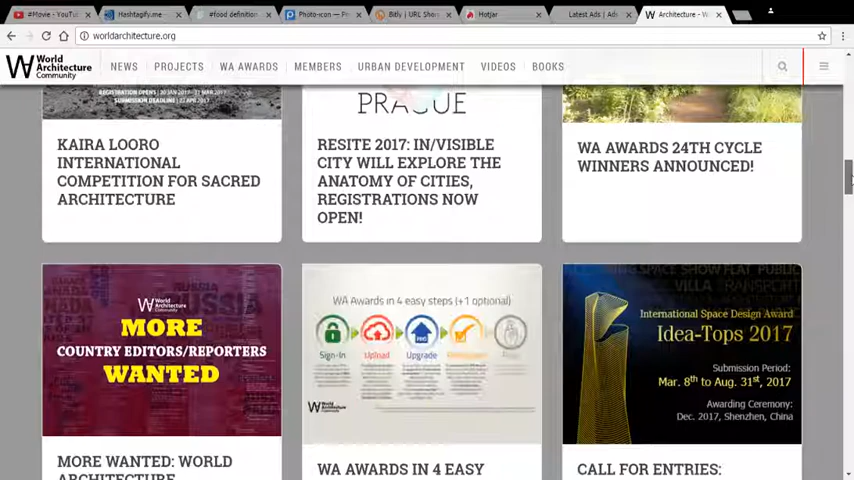 #Movie - YouTu
Hashtagify.me -
#food definition
Photo-icon — Ph
Bitly | URL Shor
Hotjar
Latest Ads | Ads
Architecture - W
worldarchitecture.org
World
Architecture
Community
NEWS PROJECTS WA AWARDS MEMBERS URBAN DEVELOPMENT VIDEOS BOOKS
SUBMISSION DEADLINE
PRAGUE
KAIRA LOORO
INTERNATIONAL
COMPETITION FOR SACRED
ARCHITECTURE
RESITE 2017: IN/VISIBLE
CITY WILL EXPLORE THE
ANATOMY OF CITIES,
REGISTRATIONS NOW
OPEN!
WA AWARDS 24TH CYCLE
WINNERS ANNOUNCED!
World
Architecture
Community
MORE
COUNTRY EDITORS/REPORTERS
WANTED
MORE WANTED: WORLD
ARCHITECTURE
WA Awards in 4 easy steps (+1 optional)
Sign-In Upload Upgrade
WA AWARDS IN 4 EASY
International Space Design Award
Idea-Tops 2017
Submission Period:
Mar. 8th to Aug. 31st, 2017
Awarding Ceremony:
Dec. 2017, Shenzhen, China
CALL FOR ENTRIES: